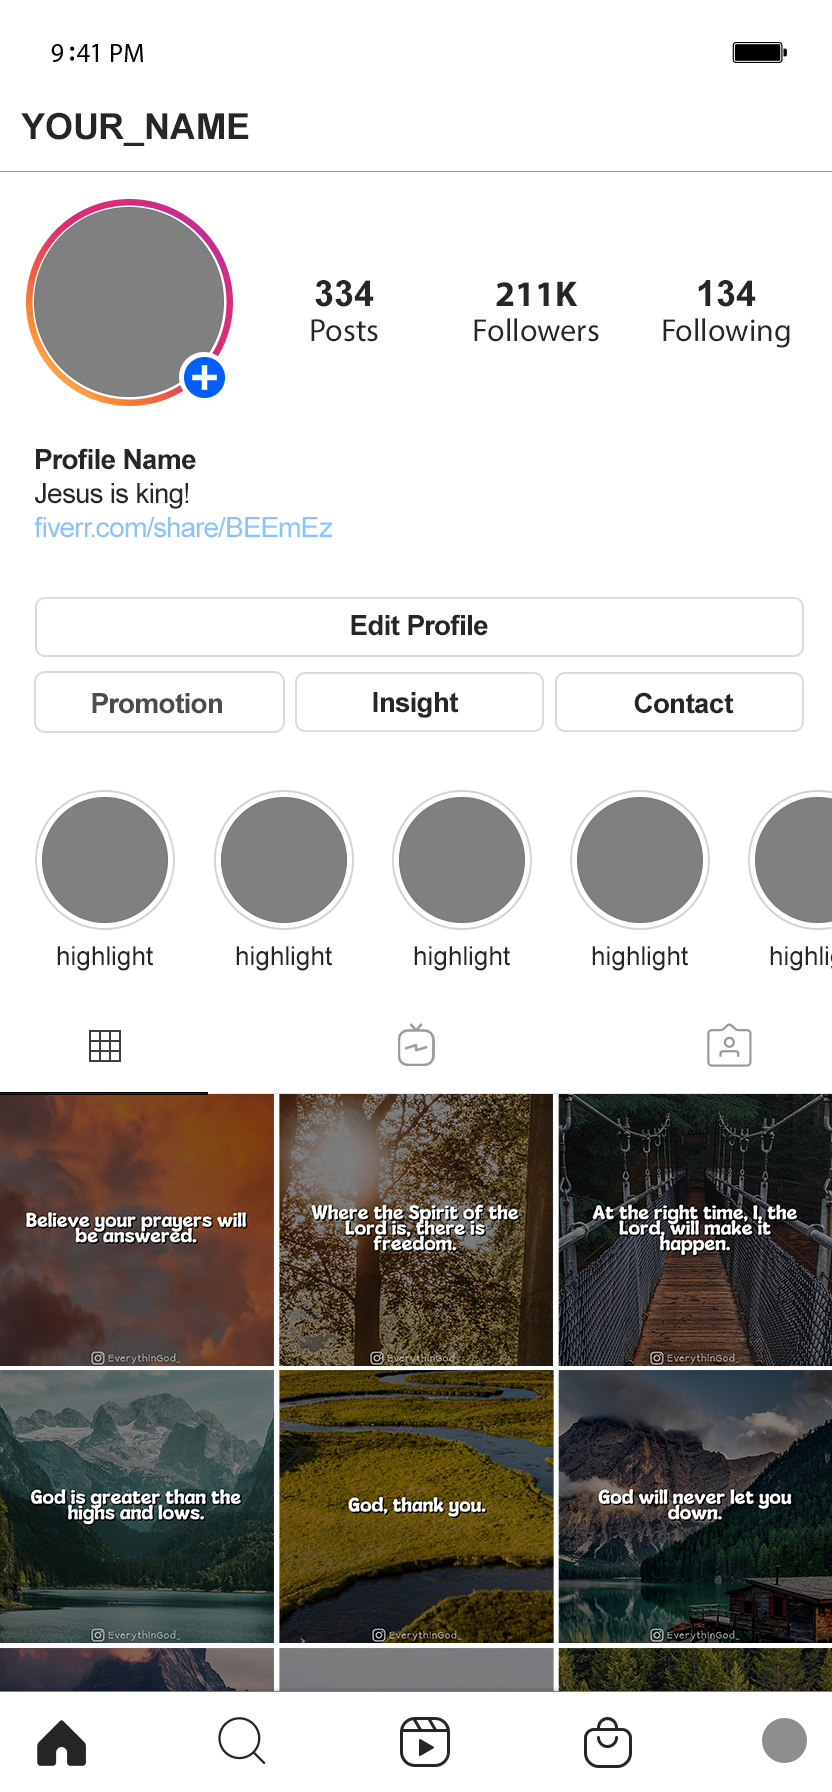 9:41 PM
YOUR_NAME
334
Posts
211K
Followers
134
Following
Profile Name
Jesus is king!
fiverr.com/share/BEEmEz
Edit Profile
Promotion
Insight
Contact
highlight
highlight
highlight
highlight
highli
Believe your prayers will
be answered.
EverythinGod_
Where the Spirit of the
Lord is, there is
freedom.
EverythinGod_
At the right time, I, the
Lord, will make it
happen.
EverythinGod_
God is greater than the
highs and lows.
EverythinGod_
God, thank you.
EverythinGod_
God will never let you
down.
EverythinGod_